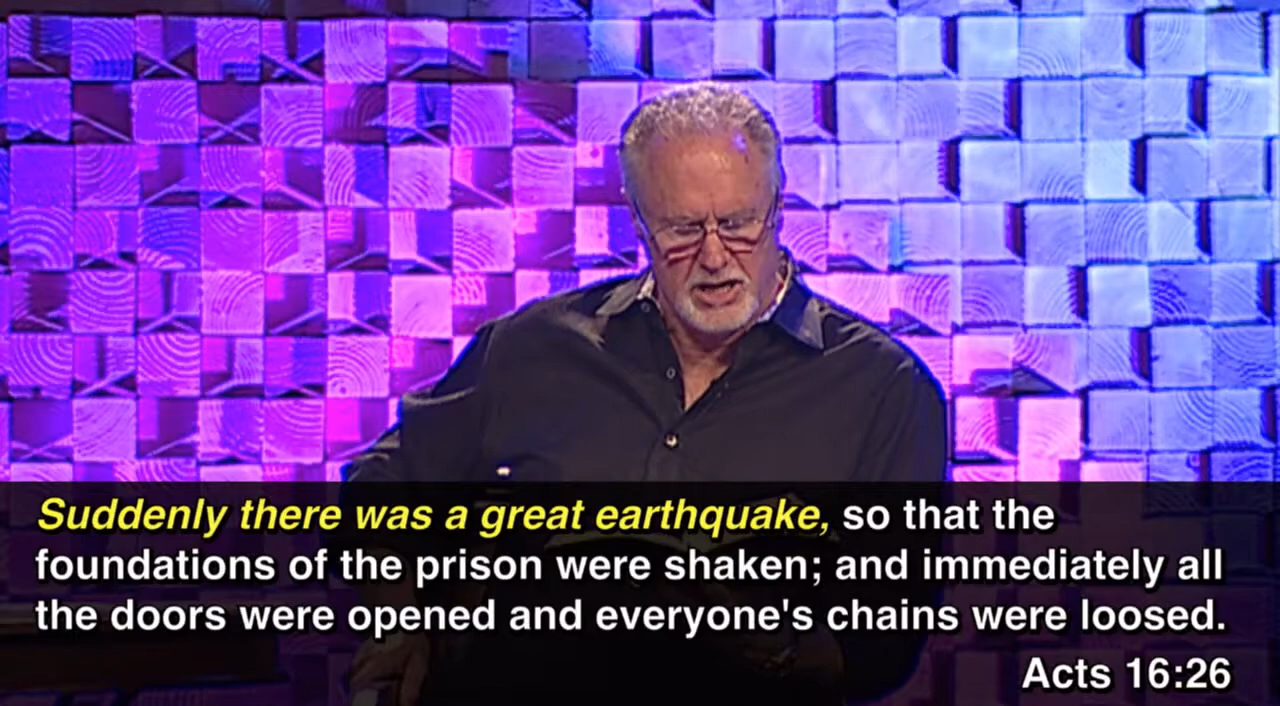 Suddenly there was a great earthquake, so that the
foundations of the prison were shaken; and immediately all
the doors were opened and everyone's chains were loosed.
Acts 16:26